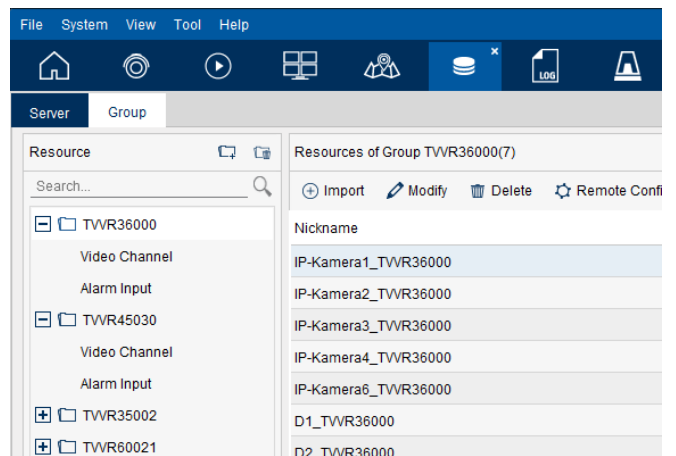 File System View Tool Help
LOG
Server Group
Resource
Search...
TVVR36000
Video Channel
Alarm Input
TVVR45030
Video Channel
Alarm Input
TVVR35002
TVVR60021
Resources of Group TVVR36000(7)
Import Modify Delete Remote Confi
Nickname
IP-Kamera1_TVVR36000
IP-Kamera2_TVVR36000
IP-Kamera3_TVVR36000
IP-Kamera4_TVVR36000
IP-Kamera6_TVVR36000
D1_TVVR36000
D2_TVVR36000